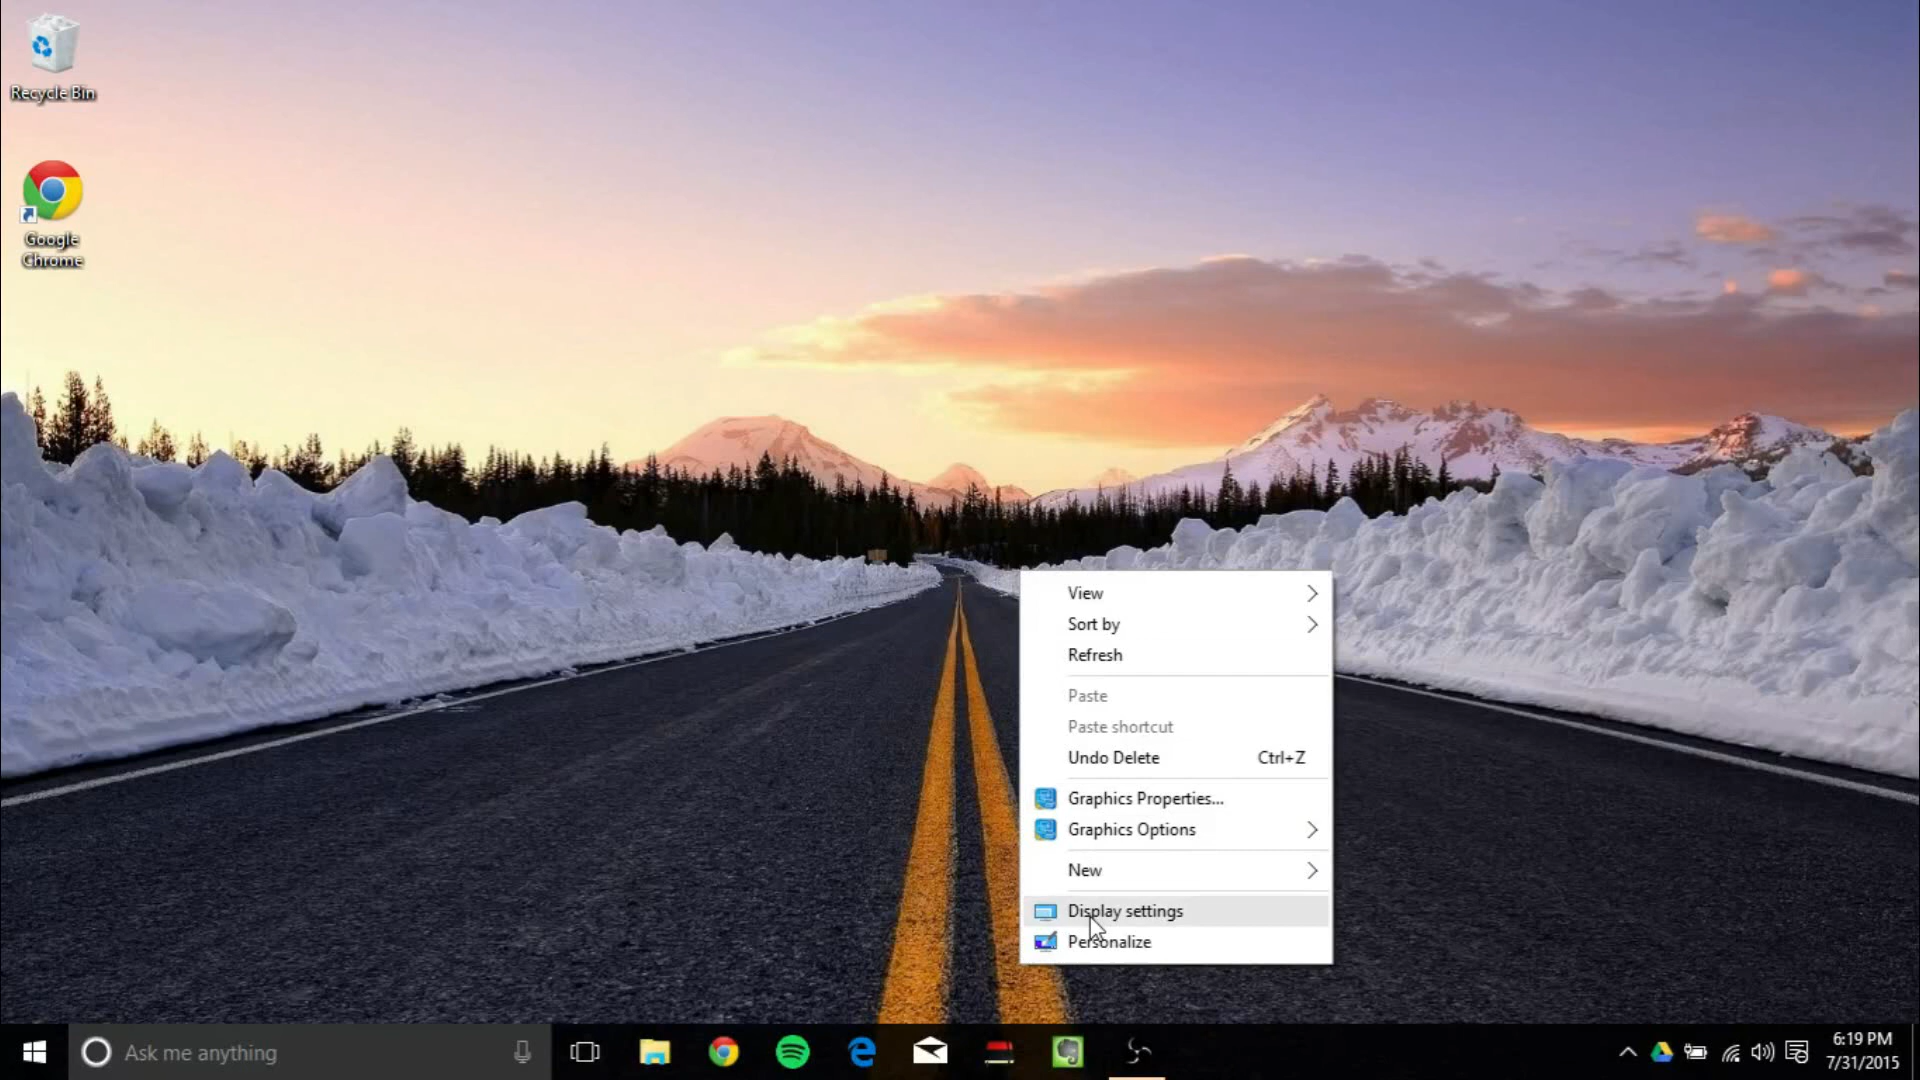 Recycle Bin
Google
Chrome
View
Sort by
Refresh
Paste
Paste shortcut
Undo Delete Ctrl+Z
Graphics Properties...
Graphics Options
New
Display settings
Personalize
Ask me anything
6:19 PM
7/31/2015